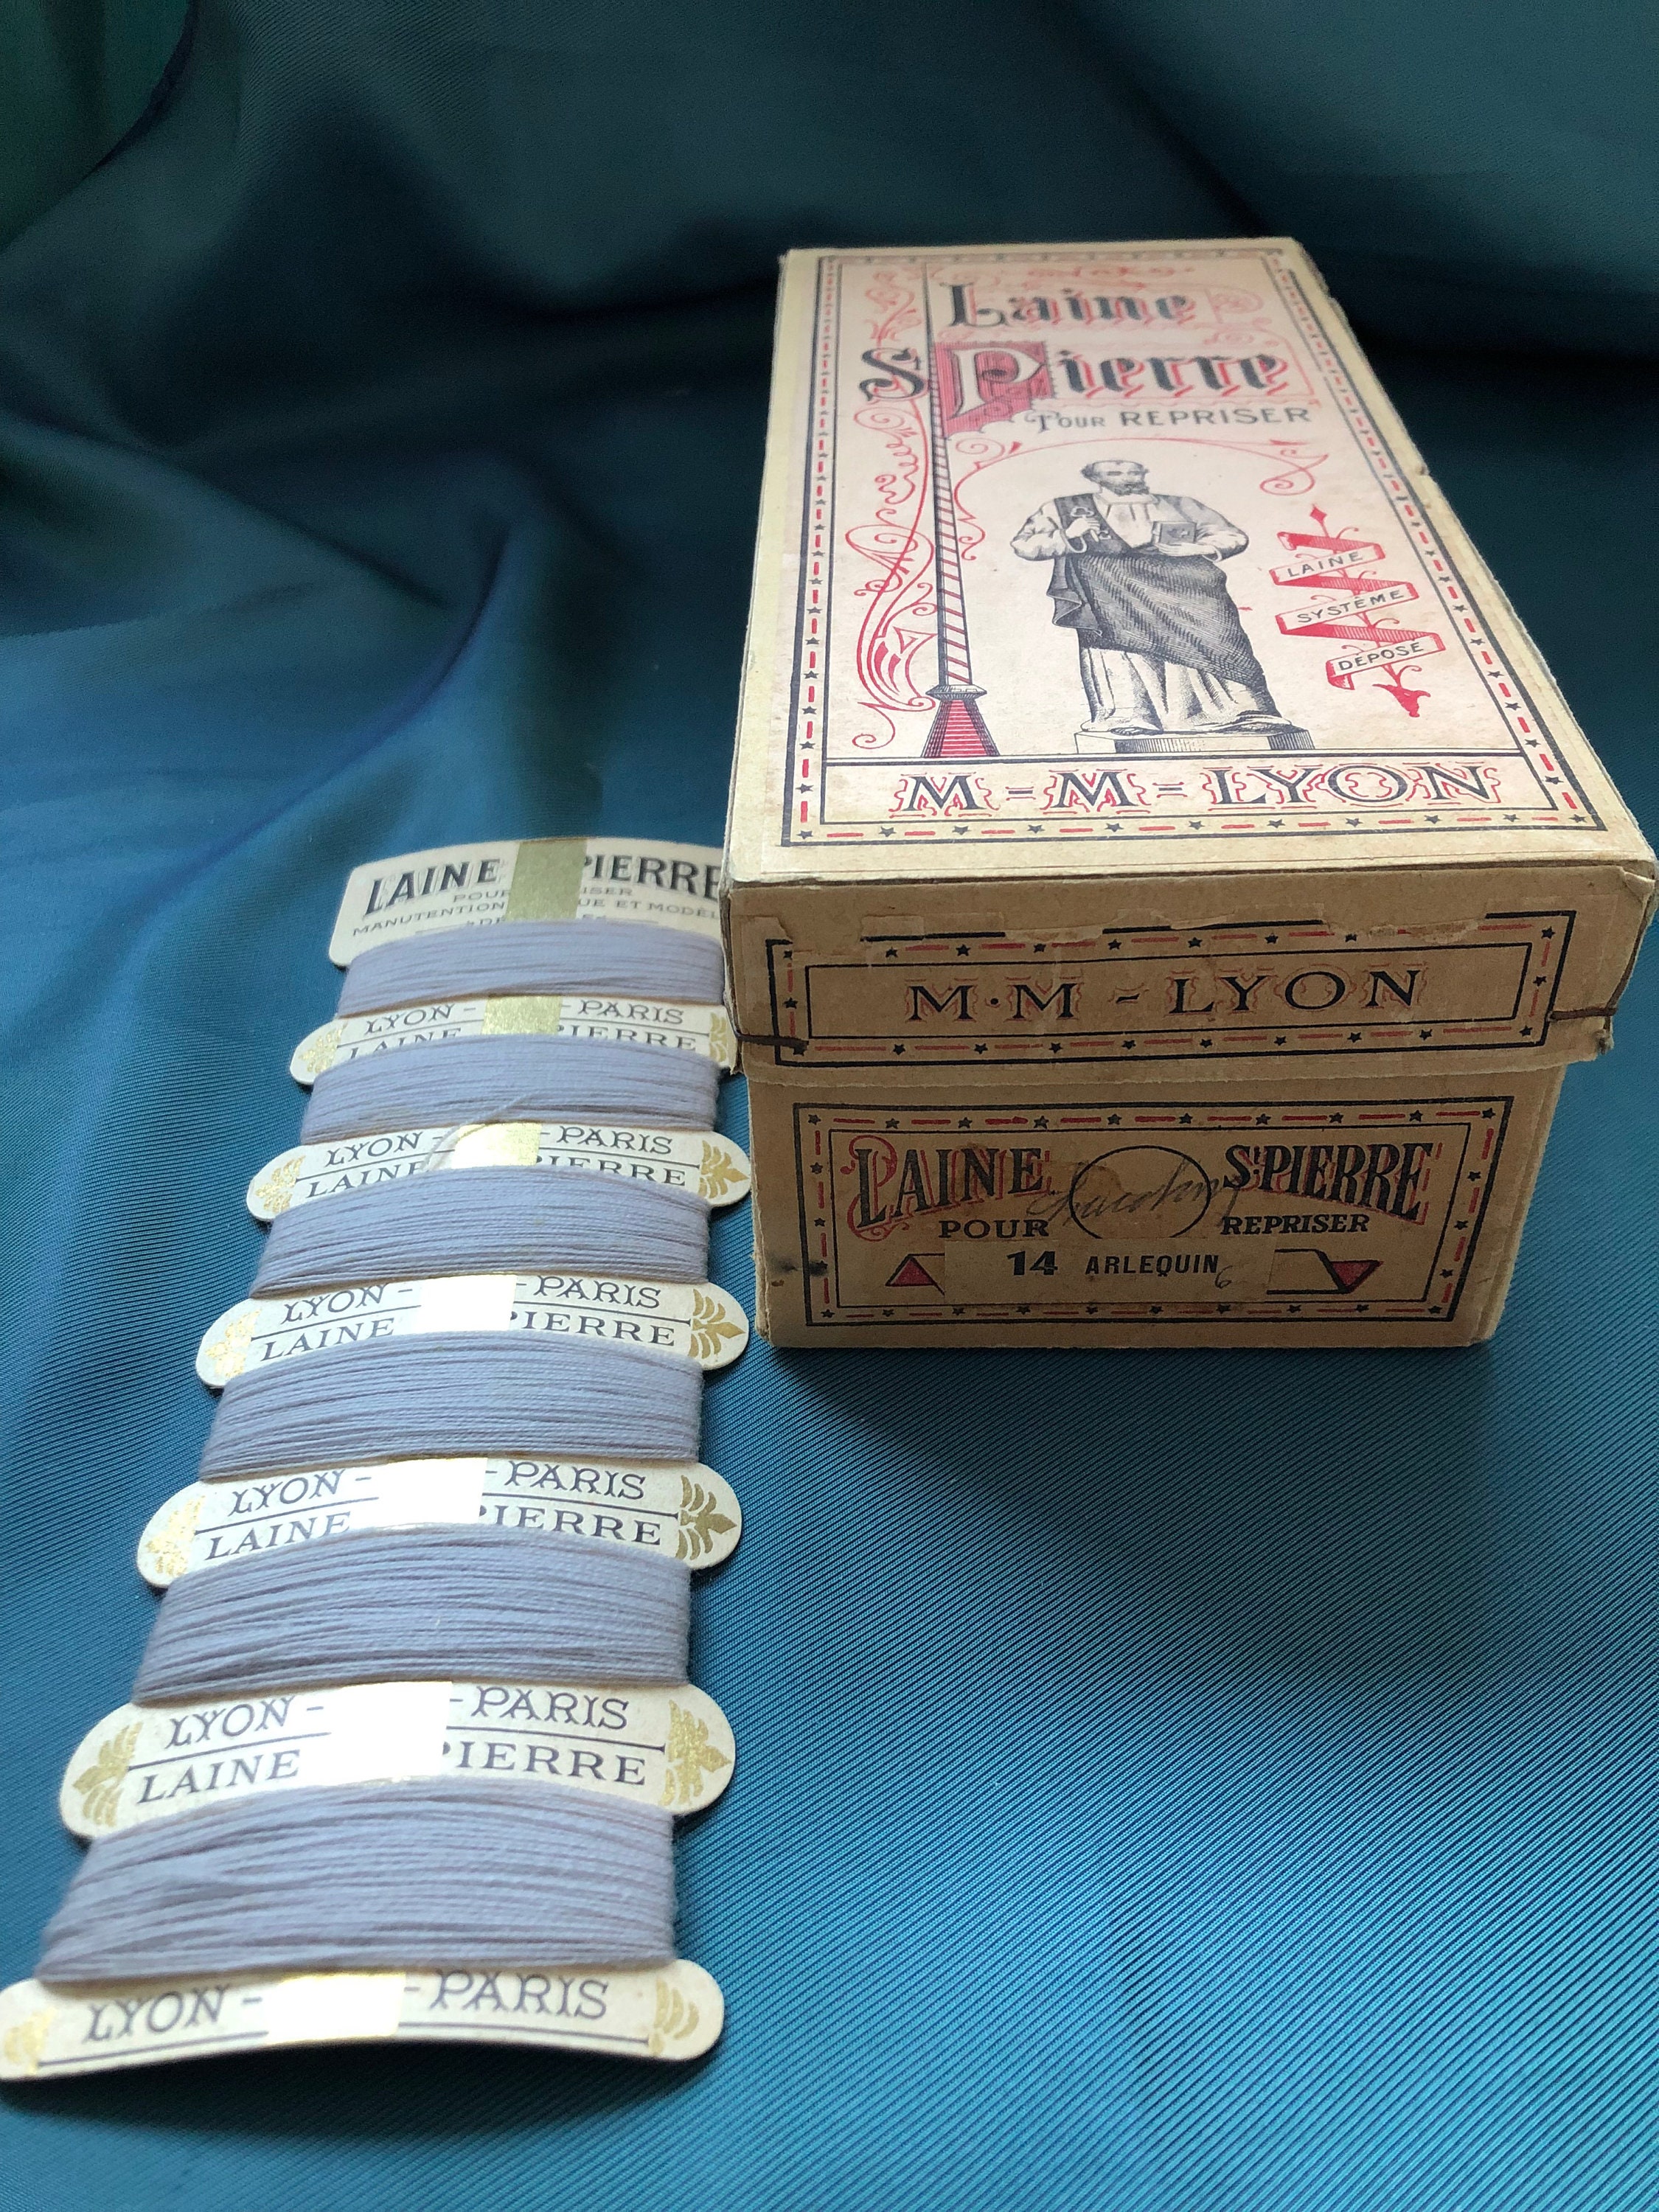 Laine
St Pierre
POUR REPRISER
LAINE
SYSTÈME
DÉPOSÉ
M-M-LYON
M.M-LYON
LAINE St PIERRE
POUR REPRISER
14 ARLEQUIN
6
LAINE PIERRE
MANUTENTION
LYON - - PARIS
LAINE PIERRE
LYON - - PARIS
LAINE PIERRE
LYON - - PARIS
LAINE PIERRE
LYON - - PARIS
LAINE PIERRE
LYON - - PARIS
LAINE PIERRE
LYON - - PARIS